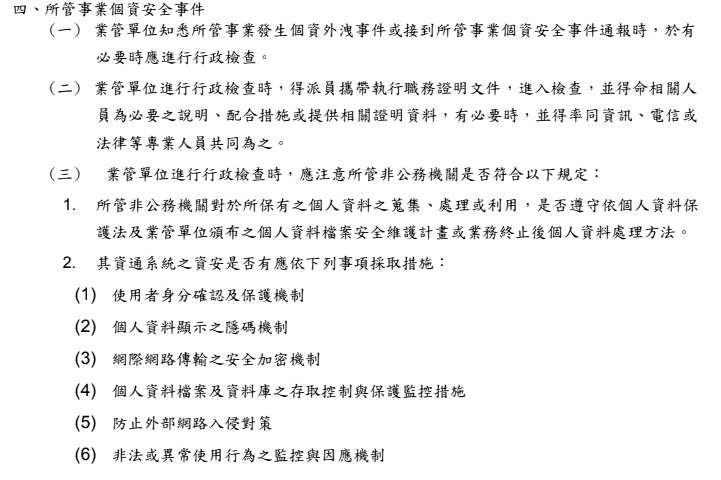 四、所管事業個資安全事件
（一） 業管單位知悉所管事業發生個資外洩事件或接到所管事業個資安全事件通報時，於有
必要時應進行行政檢查。
（二） 業管單位進行行政檢查時，得派員攜帶執行職務證明文件，進入檢查，並得命相關人
員為必要之說明、配合措施或提供相關證明資料，有必要時，並得率同資訊、電信或
法律等專業人員共同為之。
（三） 業管單位進行行政檢查時，應注意所管非公務機關是否符合以下規定：
1. 所管非公務機關對於所保有之個人資料之蒐集、處理或利用，是否遵守依個人資料保
護法及業管單位頒布之個人資料檔案安全維護計畫或業務終止後個人資料處理方法。
2. 其資通系統之資安是否有應依下列事項採取措施：
(1) 使用者身分確認及保護機制
(2) 個人資料顯示之隱碼機制
(3) 網際網路傳輸之安全加密機制
(4) 個人資料檔案及資料庫之存取控制與保護監控措施
(5) 防止外部網路入侵對策
(6) 非法或異常使用行為之監控與因應機制